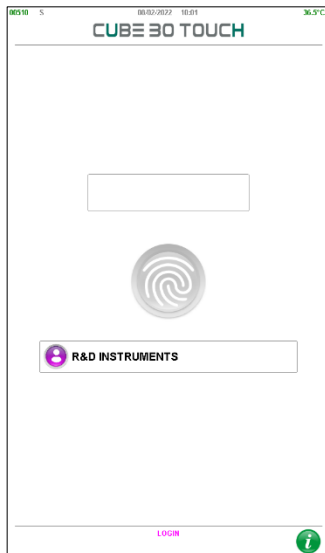 00510 S 08/02/2022 10:01 36.5°C
CUBE 30 TOUCH
R&D INSTRUMENTS
LOGIN
i